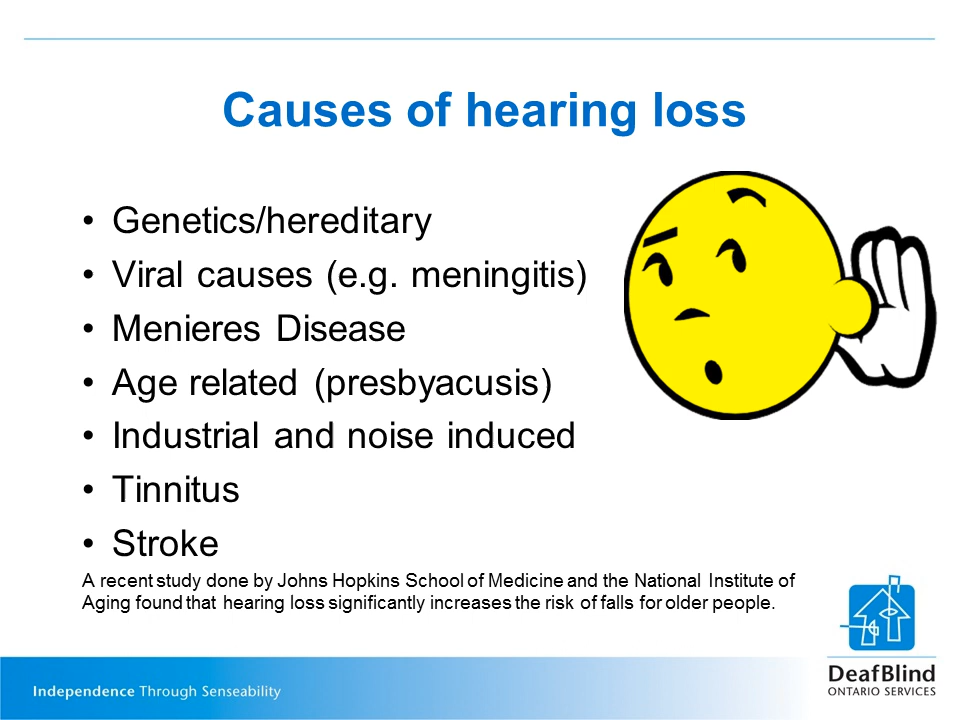 Causes of hearing loss
• Genetics/hereditary
• Viral causes (e.g. meningitis)
• Menieres Disease
• Age related (presbyacusis)
• Industrial and noise induced
• Tinnitus
• Stroke
A recent study done by Johns Hopkins School of Medicine and the National Institute of
Aging found that hearing loss significantly increases the risk of falls for older people.
Independence Through Senseability
DeafBlind
ONTARIO SERVICES